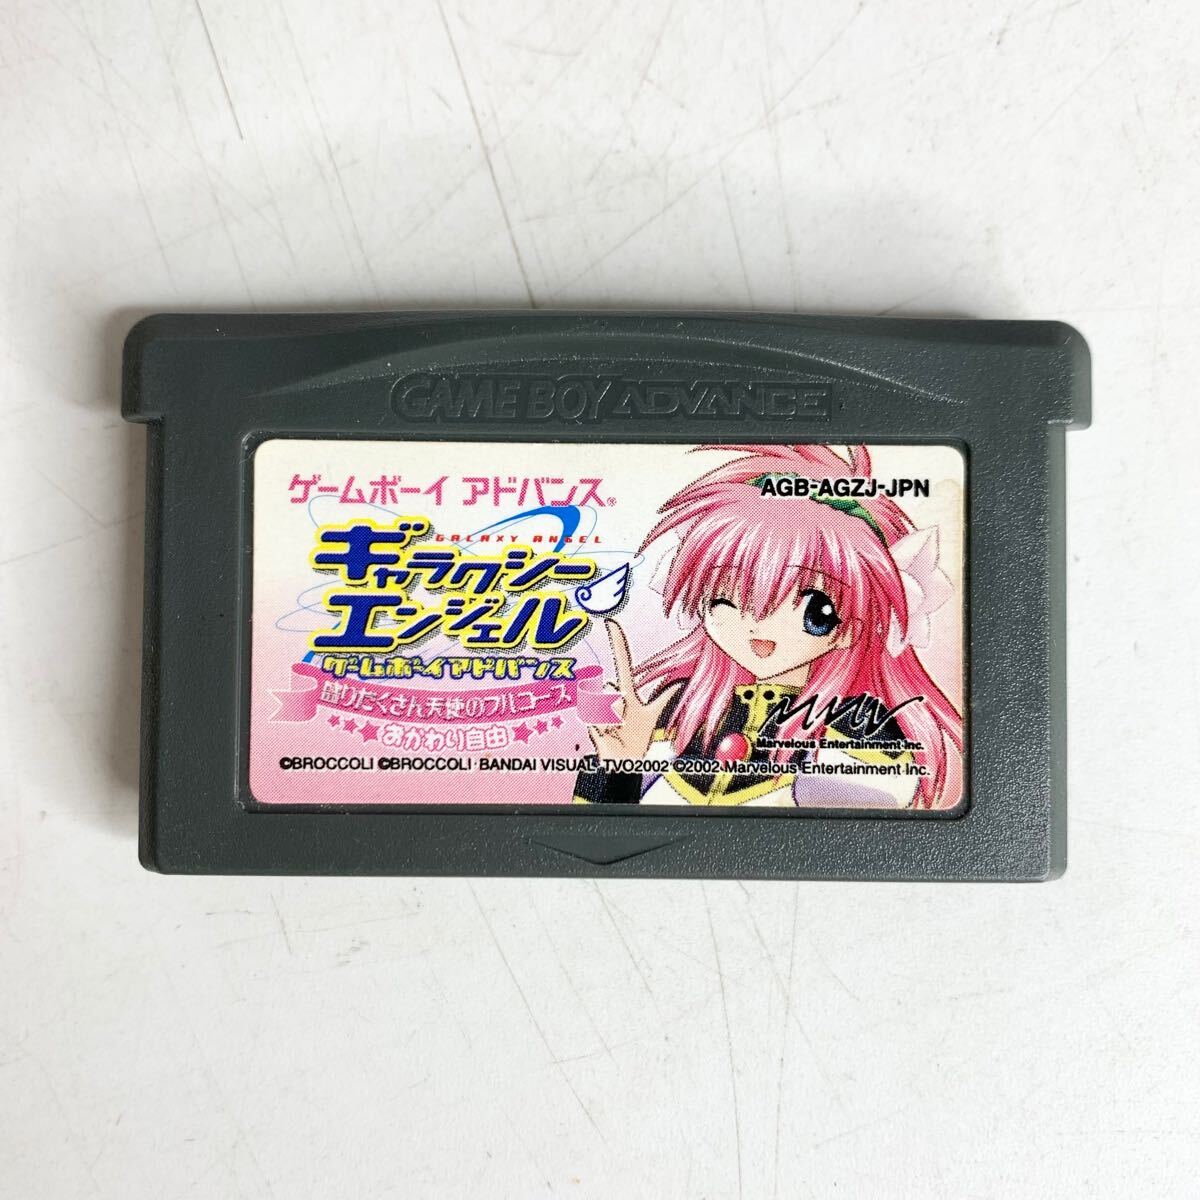 GAME BOY ADVANCE
ゲームボーイ アドバンス®
AGB-AGZJ-JPN
GALAXY ANGEL
ギャラクシー
エンジェル
ゲームボーイアドバンス
盛りだくさん天使のフルコース
おかわり自由
Marvelous Entertainment Inc.
©BROCCOLI ©BROCCOLI・BANDAI VISUAL・TVO2002 ©2002 Marvelous Entertainment Inc.